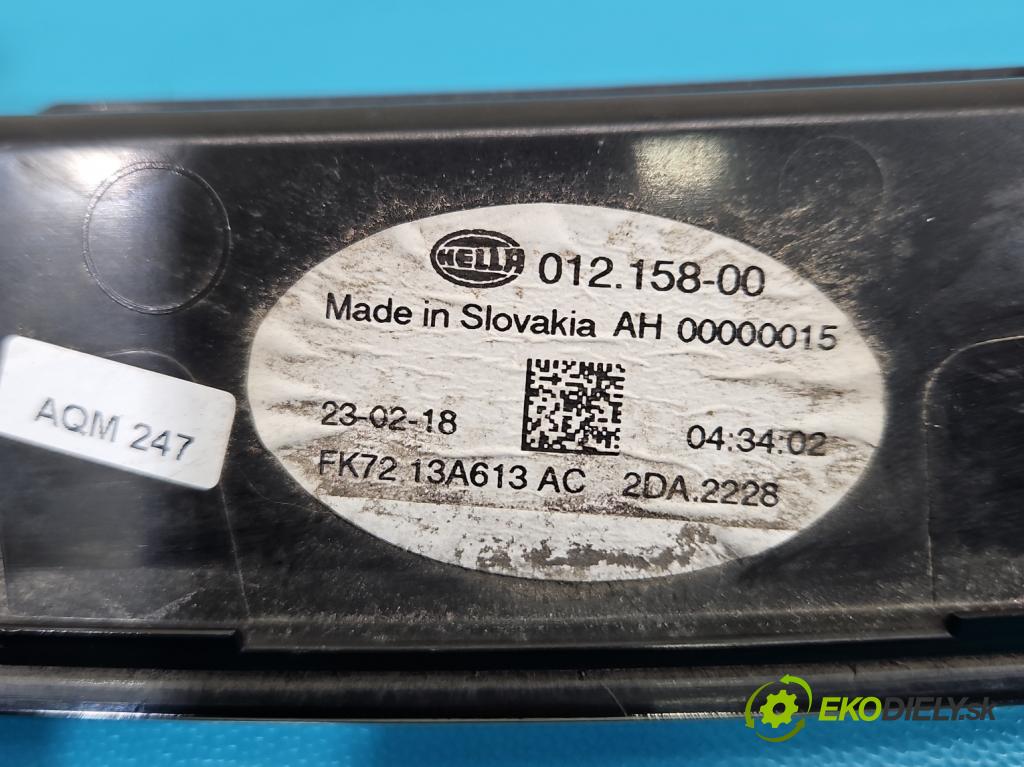 HELLA 012.158-00
Made in Slovakia AH 00000015
23-02-18 04:34:02
FK72 13A613 AC 2DA.2228
AQM 247
EKODIELY.sk